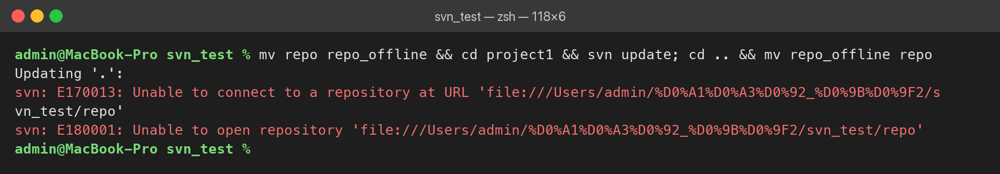 svn_test — zsh — 118×6
admin@MacBook-Pro svn_test % mv repo repo_offline && cd project1 && svn update; cd .. && mv repo_offline repo
Updating '.':
svn: E170013: Unable to connect to a repository at URL 'file:///Users/admin/%D0%A1%D0%A3%D0%92_%D0%9B%D0%9F2/s
vn_test/repo'
svn: E180001: Unable to open repository 'file:///Users/admin/%D0%A1%D0%A3%D0%92_%D0%9B%D0%9F2/svn_test/repo'
admin@MacBook-Pro svn_test %